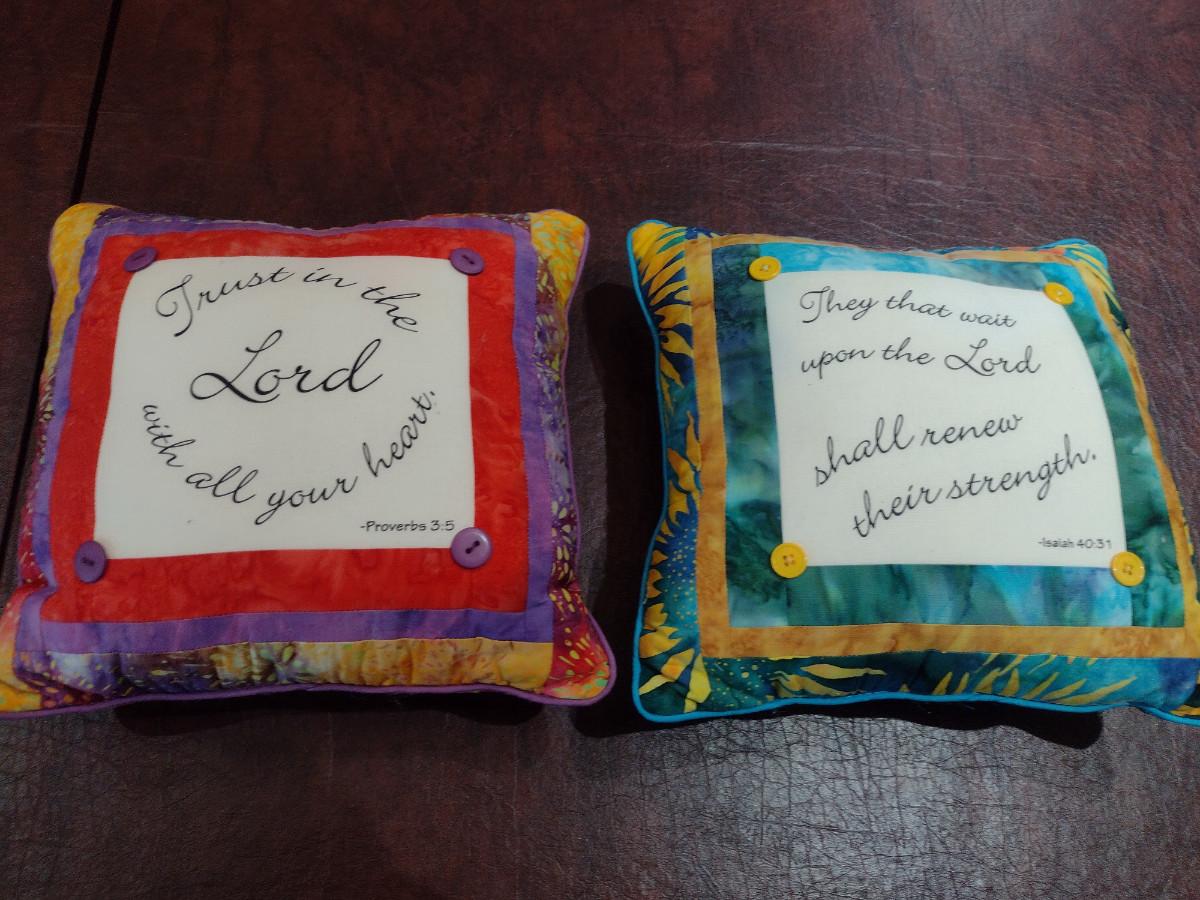 Trust in the
Lord
with all your heart.
-Proverbs 3:5
They that wait
upon the Lord
shall renew
their strength.
-Isaiah 40:31